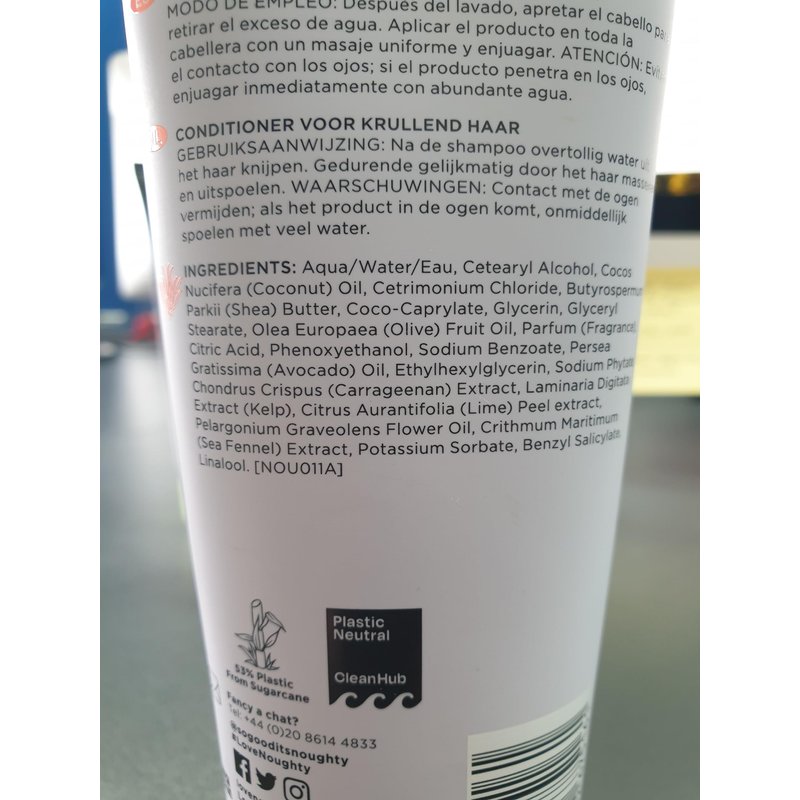 MODO DE EMPLEO: Después del lavado, apretar el cabello para
retirar el exceso de agua. Aplicar el producto en toda la
cabellera con un masaje uniforme y enjuagar. ATENCIÓN:
el contacto con los ojos; si el producto penetra en los ojos,
enjuagar inmediatamente con abundante agua.
CONDITIONER VOOR KRULLEND HAAR
GEBRUIKSAANWIJZING: Na de shampoo overtollig water uit
het haar knijpen. Gedurende gelijkmatig door het haar
en uitspoelen. WAARSCHUWINGEN: Contact met de ogen
vermijden; als het product in de ogen komt, onmiddellijk
spoelen met veel water.
INGREDIENTS: Aqua/Water/Eau, Cetearyl Alcohol, Cocos
Nucifera (Coconut) Oil, Cetrimonium Chloride, Butyrospermum
Parkii (Shea) Butter, Coco-Caprylate, Glycerin, Glyceryl
Stearate, Olea Europaea (Olive) Fruit Oil, Parfum (Fragrance),
Citric Acid, Phenoxyethanol, Sodium Benzoate, Persea
Gratissima (Avocado) Oil, Ethylhexylglycerin, Sodium Phytate,
Chondrus Crispus (Carrageenan) Extract, Laminaria Digitata
Extract (Kelp), Citrus Aurantifolia (Lime) Peel extract,
Pelargonium Graveolens Flower Oil, Crithmum Maritimum
(Sea Fennel) Extract, Potassium Sorbate, Benzyl Salicylate,
Linalool. [NOU011A]
Plastic
Neutral
CleanHub
53% Plastic
From Sugarcane
Fancy a chat?
Tel: +44 (0)20 8614 4833
@sogooditsnoughty
#LoveNoughty